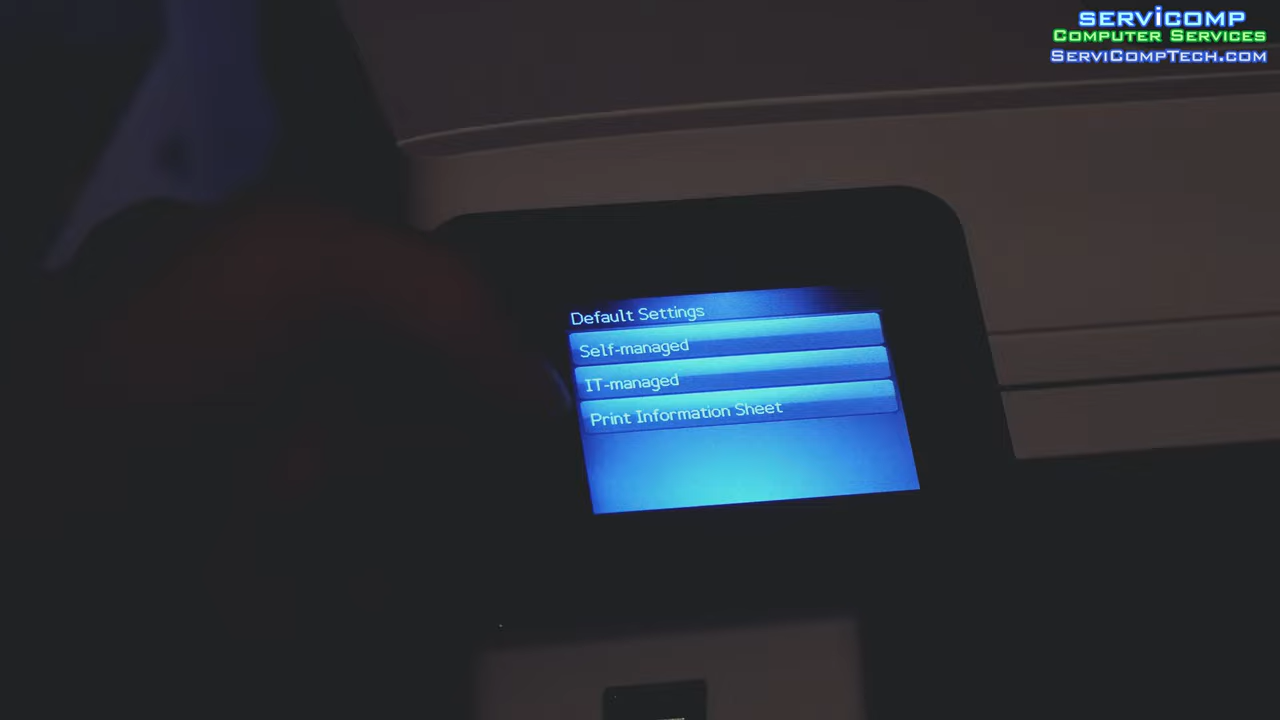 SERViCOMP
COMPUTER SERVICES
SERVICOMPTECH.COM
Default Settings
Self-managed
IT-managed
Print Information Sheet